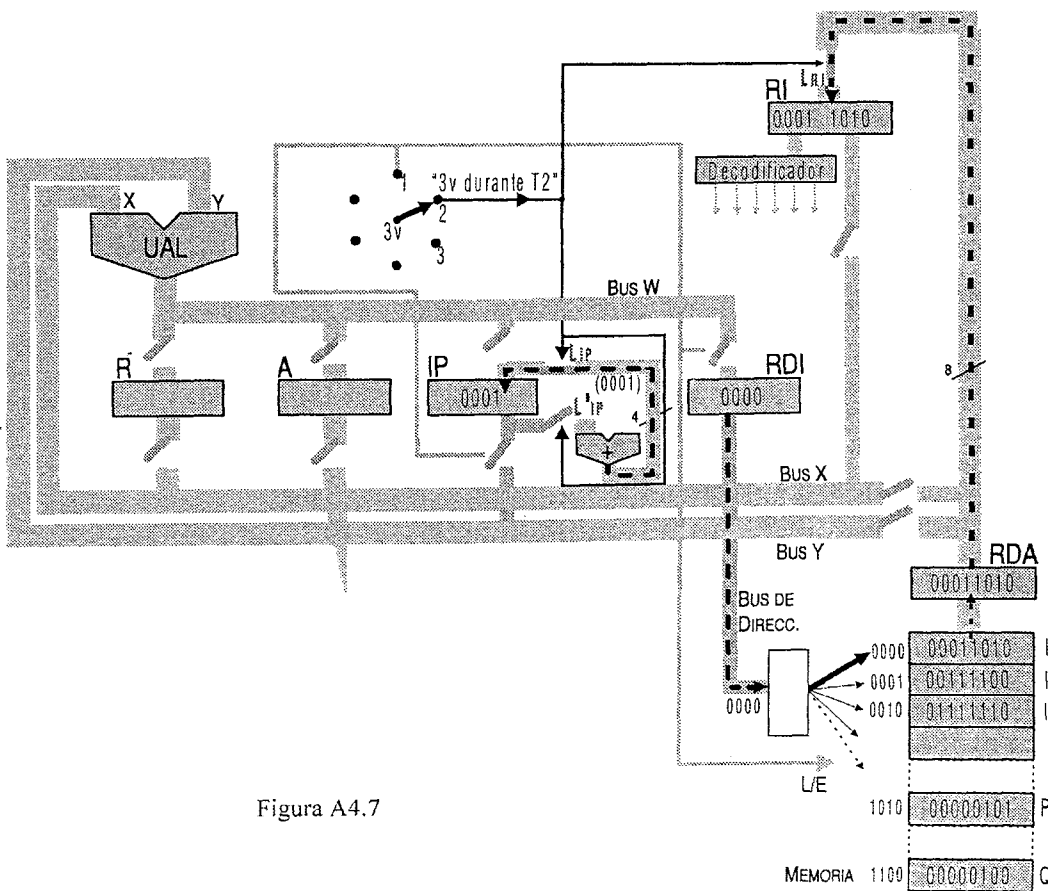 L RI
RI
0001 1010
Decodificador
1
"3v durante T2"
2
3v
3
X
Y
UAL
BUS W
R
A
IP
0001
L IP
(0001)
L' IP
4
+
RDI
0000
8
BUS X
BUS Y
RDA
00011010
BUS DE
DIRECC.
0000
0000 00011010
0001 00111100
0010 01111110
L/E
1010 00000101 P
MEMORIA 1100 00000100 Q
Figura A4.7